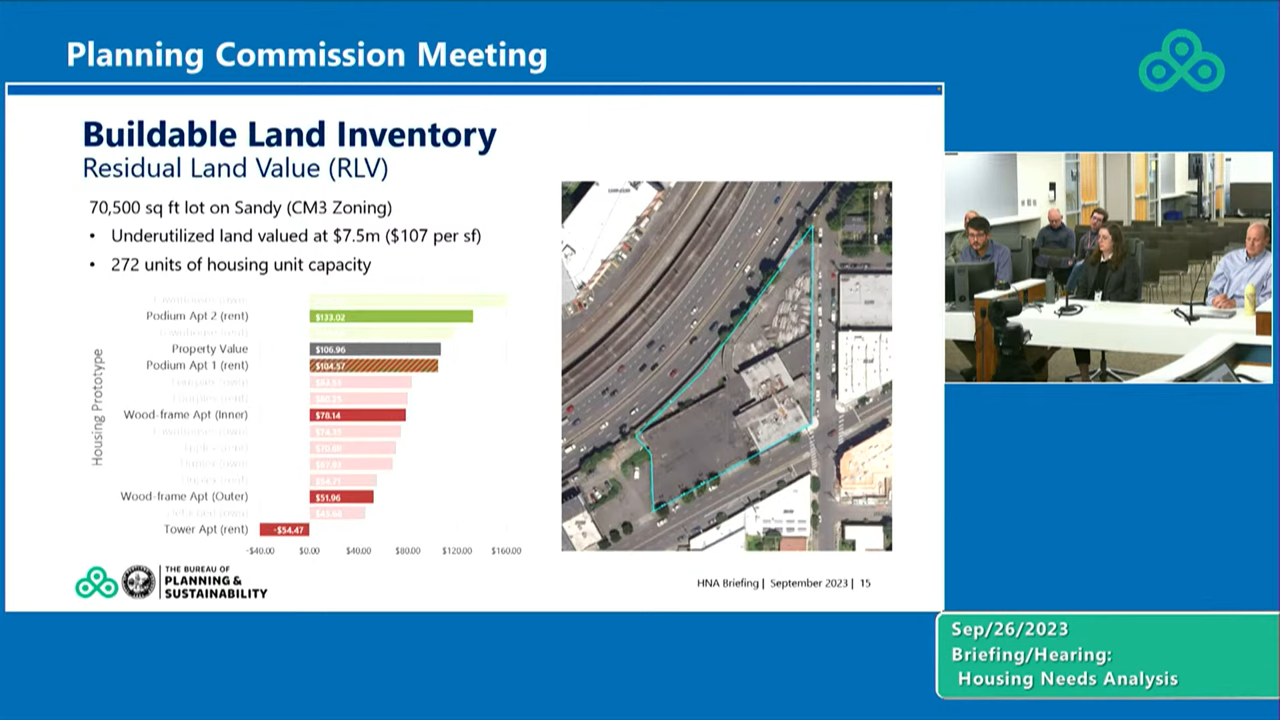 Planning Commission Meeting
Buildable Land Inventory
Residual Land Value (RLV)
70,500 sq ft lot on Sandy (CM3 Zoning)
• Underutilized land valued at $7.5m ($107 per sf)
• 272 units of housing unit capacity
Housing Prototype
Podium Apt 2 (rent) $133.02
Property Value $106.96
Podium Apt 1 (rent) $104.57
Wood-frame Apt (Inner) $78.14
Wood-frame Apt (Outer) $51.96
Tower Apt (rent) -$54.47
-$40.00 $0.00 $40.00 $80.00 $120.00 $160.00
THE BUREAU OF
PLANNING &
SUSTAINABILITY
HNA Briefing | September 2023 | 15
Sep/26/2023
Briefing/Hearing:
Housing Needs Analysis